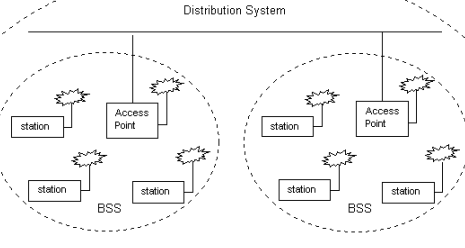 Distribution System
Access
Point
station
station
station
BSS
Access
Point
station
station
station
BSS